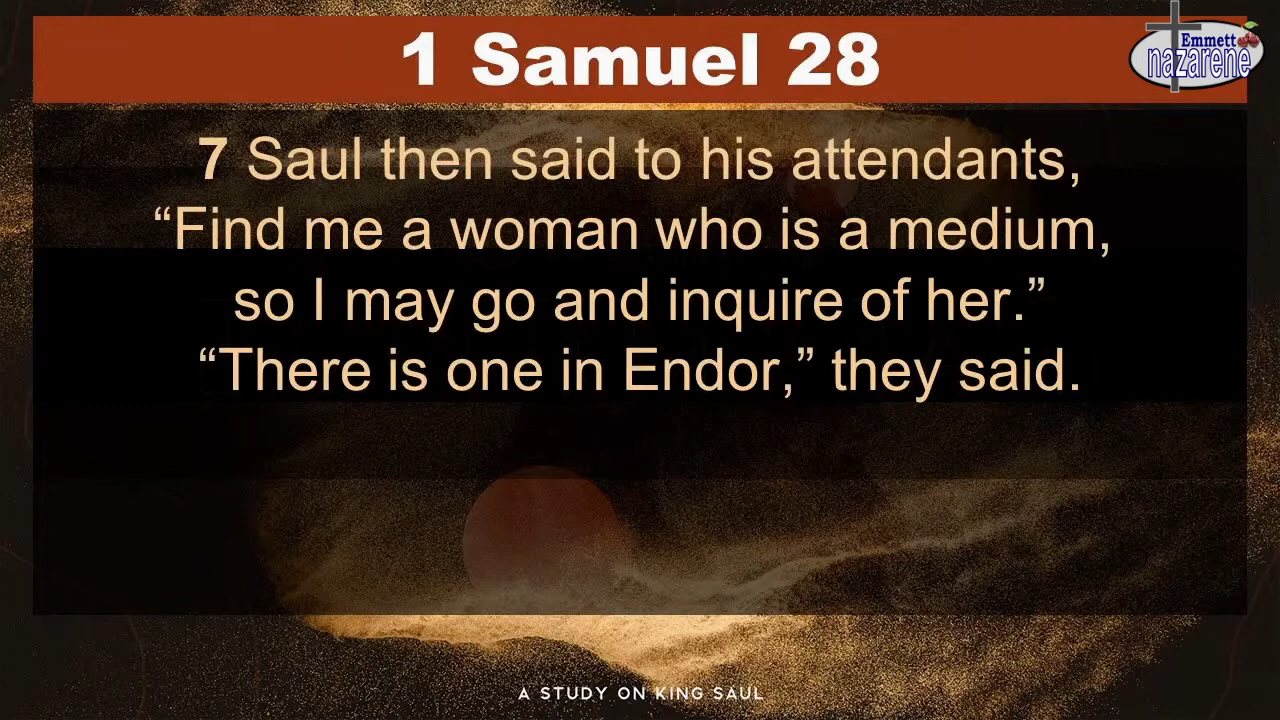 1 Samuel 28
Emmett
nazarene
7 Saul then said to his attendants,
“Find me a woman who is a medium,
so I may go and inquire of her.”
“There is one in Endor,” they said.
A STUDY ON KING SAUL